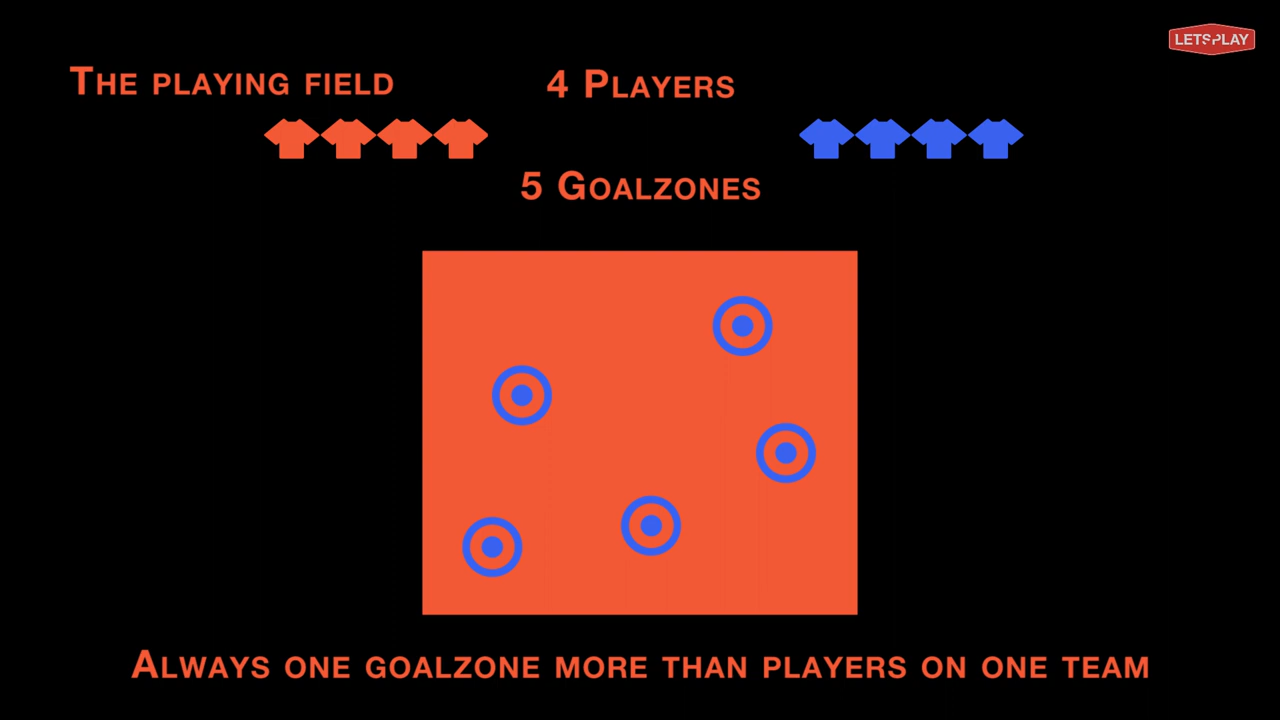 LETSPLAY
The playing field
4 Players
5 Goalzones
Always one goalzone more than players on one team